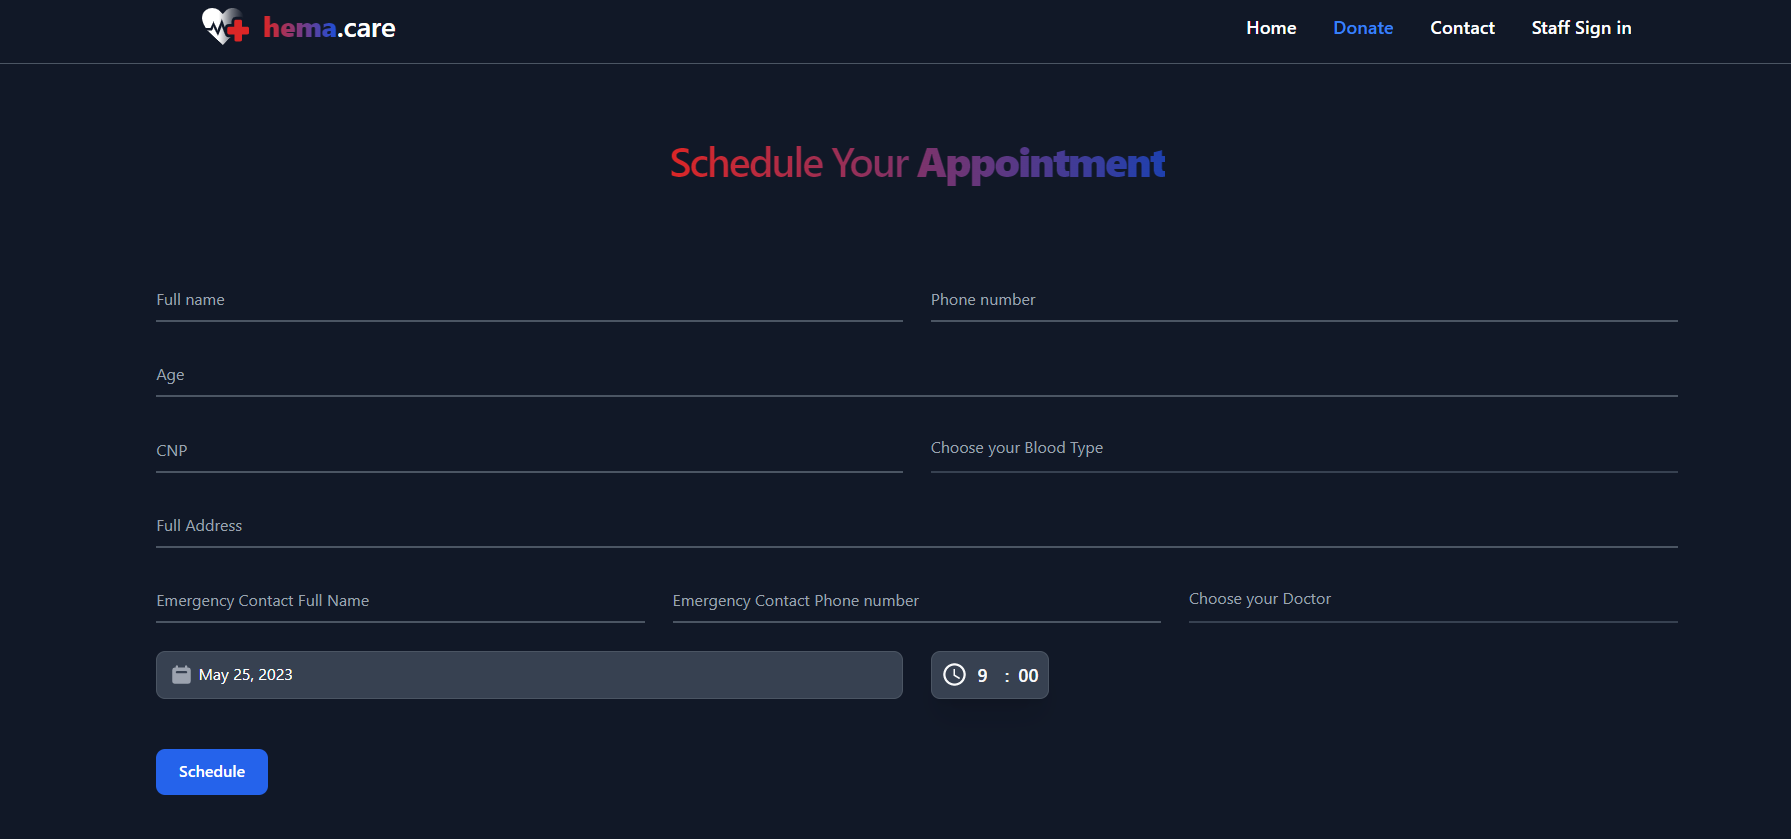 hema.care
Home Donate Contact Staff Sign in
Schedule Your Appointment
Full name Phone number
Age
CNP Choose your Blood Type
Full Address
Emergency Contact Full Name Emergency Contact Phone number Choose your Doctor
May 25, 2023 9 : 00
Schedule